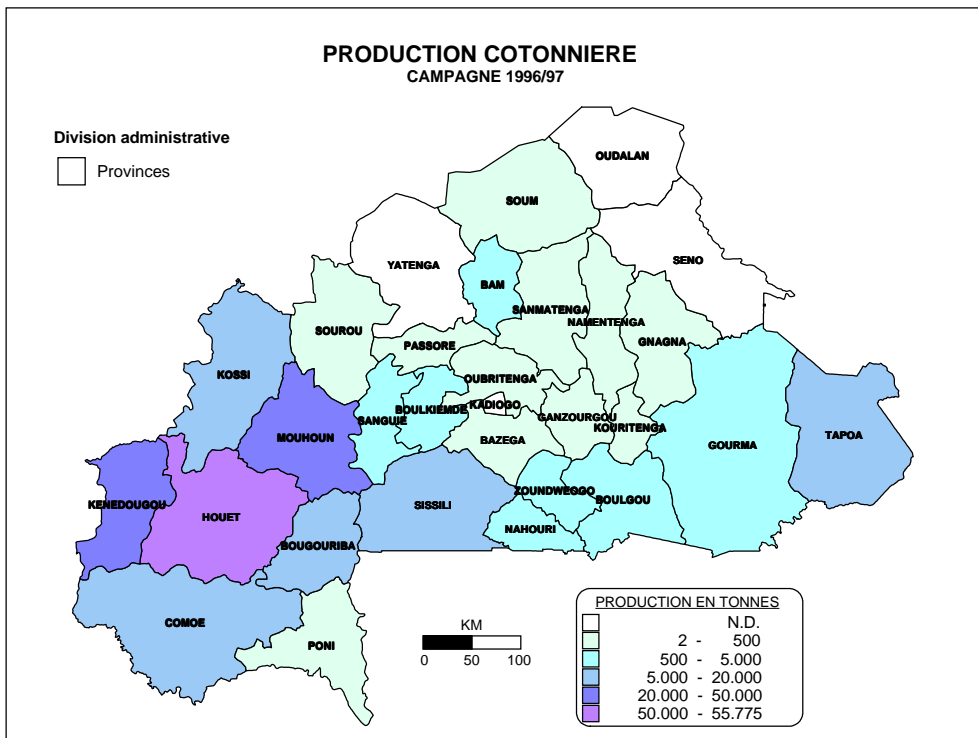 PRODUCTION COTONNIERE
CAMPAGNE 1996/97
Division administrative
Provinces
OUDALAN
SOUM
SENO
YATENGA
BAM
SANMATENGA
NAMENTENGA
SOUROU
GNAGNA
PASSORE
KOSSI
OUBRITENGA
BOULKIEMDE
KADIOGO
SANGUIE
GANZOURGOU
KOURITENGA
MOUHOUN
BAZEGA
GOURMA
TAPOA
ZOUNDWEOGO
BOULGOU
KENEDOUGOU
SISSILI
HOUET
NAHOURI
BOUGOURIBA
COMOE
PONI
KM
0 50 100
PRODUCTION EN TONNES
N.D.
2 - 500
500 - 5.000
5.000 - 20.000
20.000 - 50.000
50.000 - 55.775